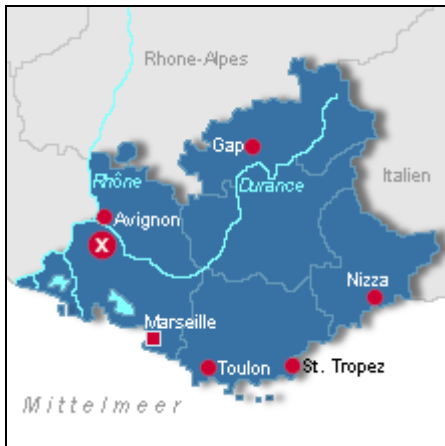 Rhone-Alpes
Gap
Rhône
Durance
Italien
Avignon
X
Nizza
Marseille
Toulon
St. Tropez
Mittelmeer